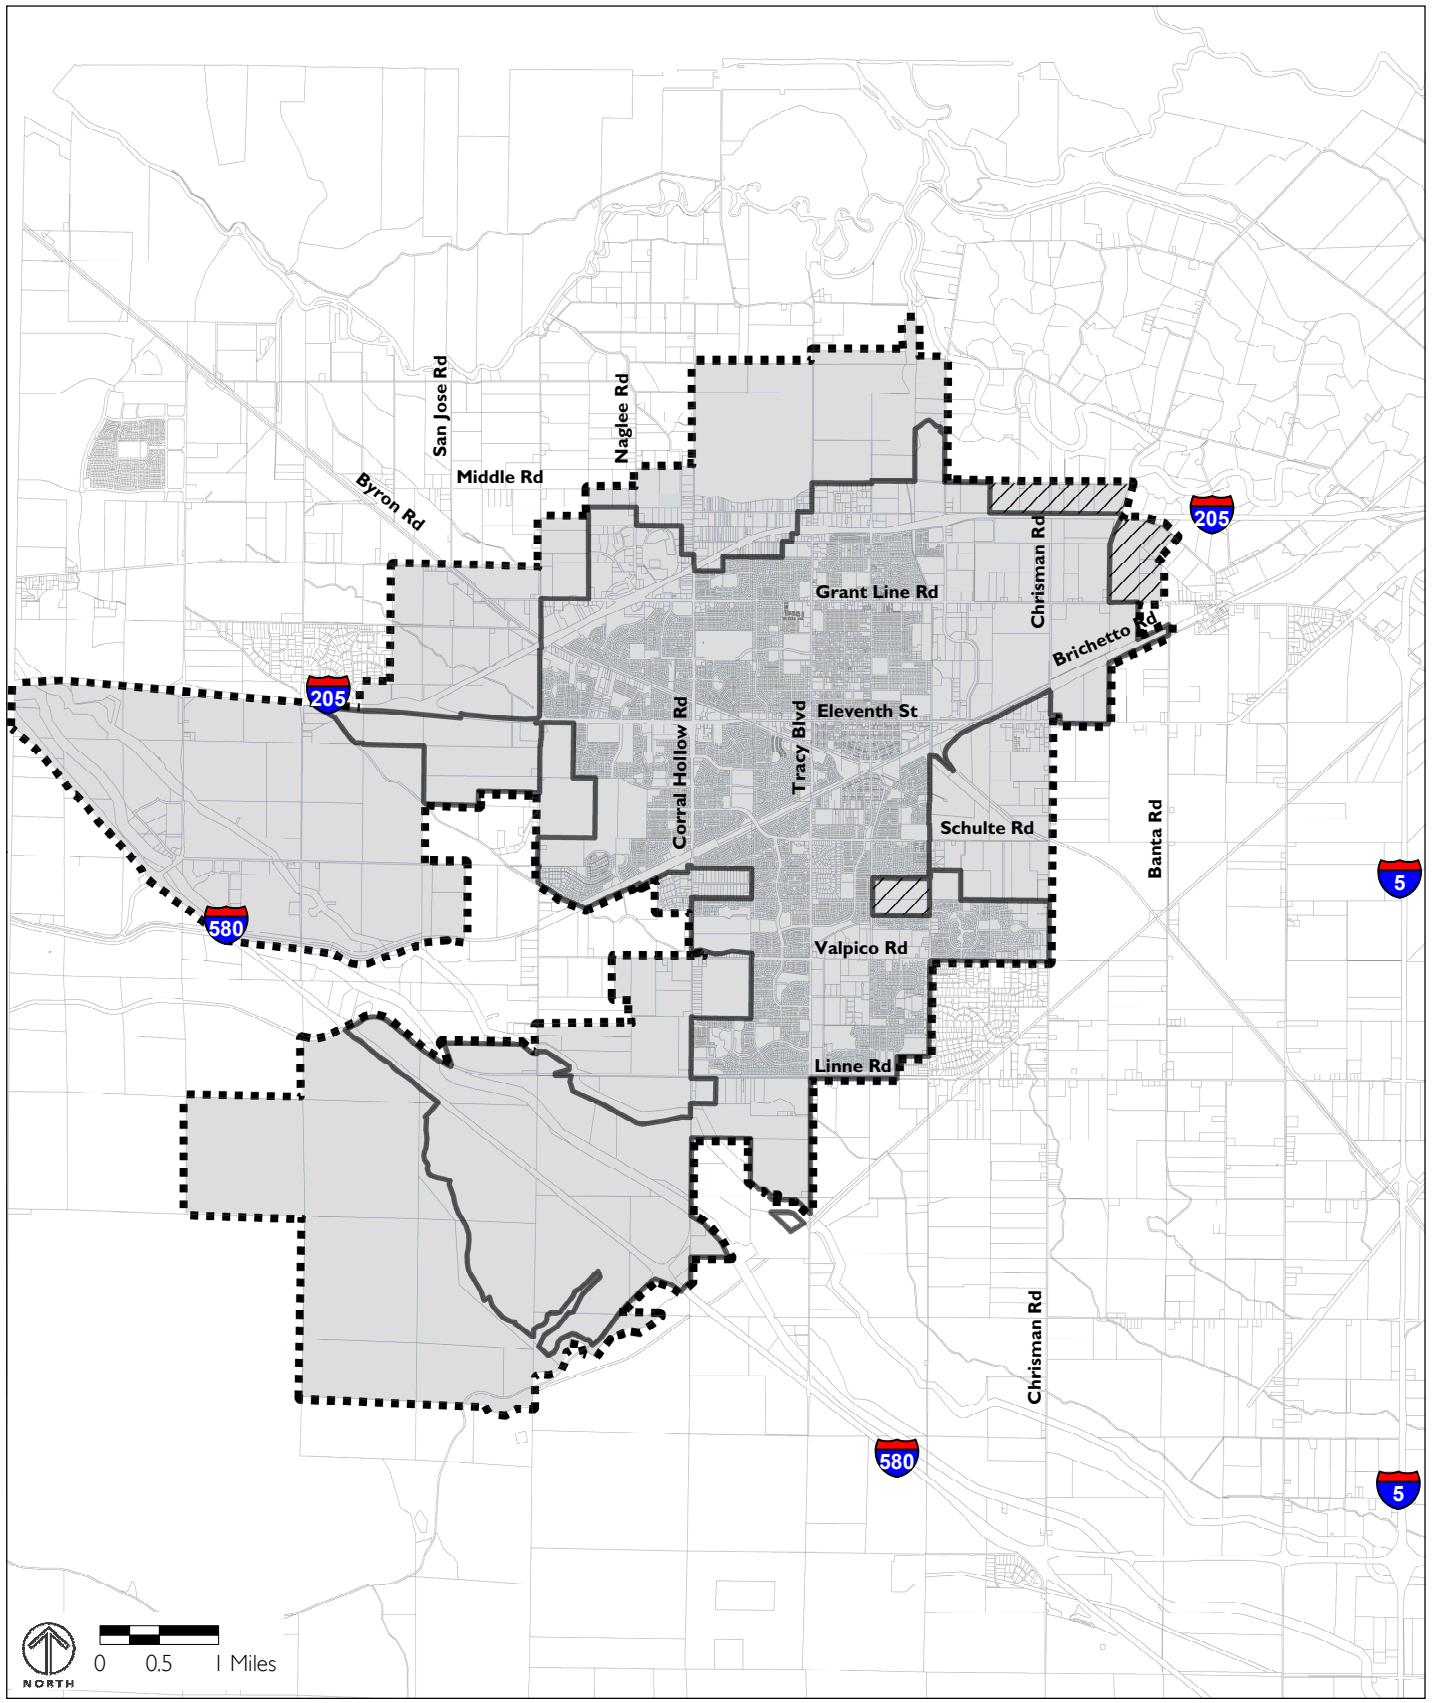 San Jose Rd
Naglee Rd
Middle Rd
Byron Rd
205
Chrisman Rd
Grant Line Rd
Brichetto Rd
205
Eleventh St
Corral Hollow Rd
Tracy Blvd
Schulte Rd
Banta Rd
5
580
Valpico Rd
Linne Rd
Chrisman Rd
580
5
0 0.5 1 Miles
NORTH